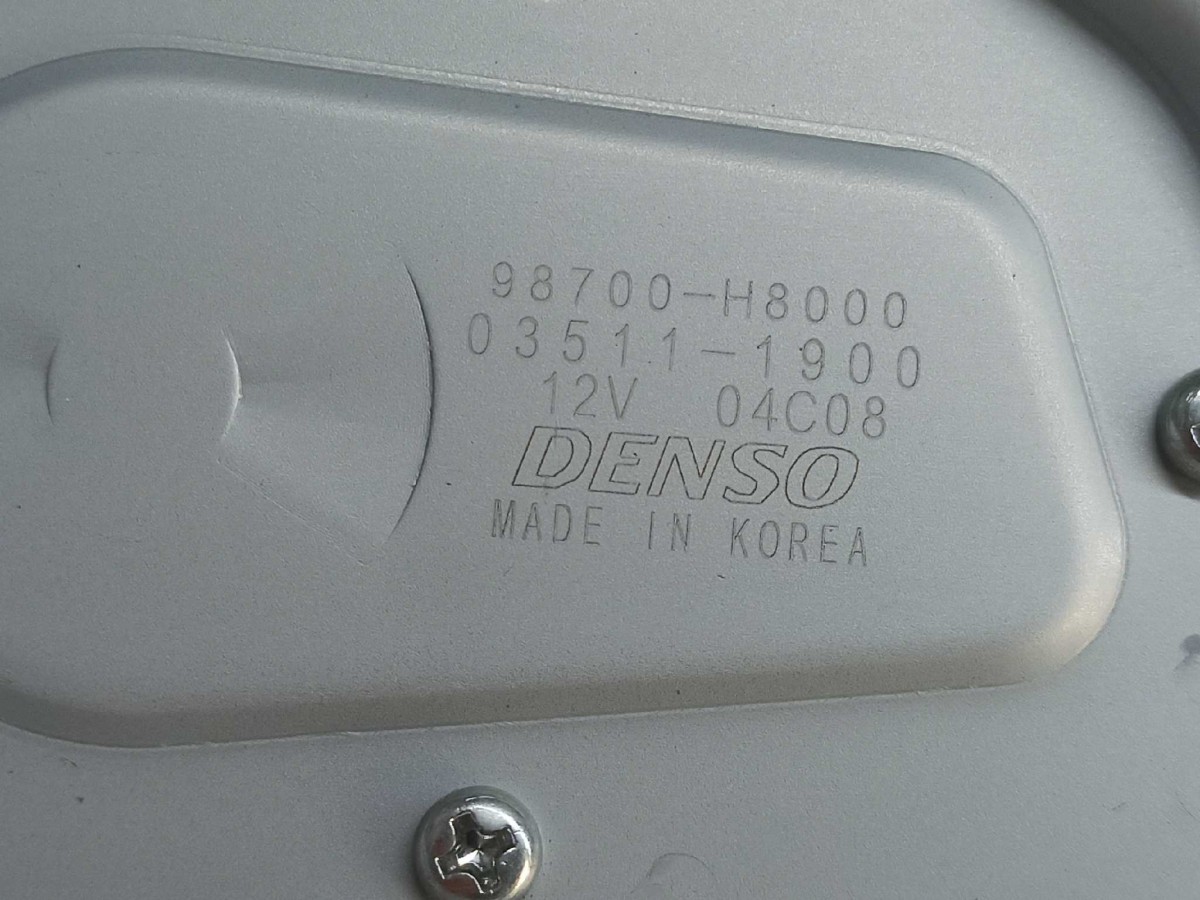 98700-H8000
03511-1900
12V 04C08
DENSO
MADE IN KOREA